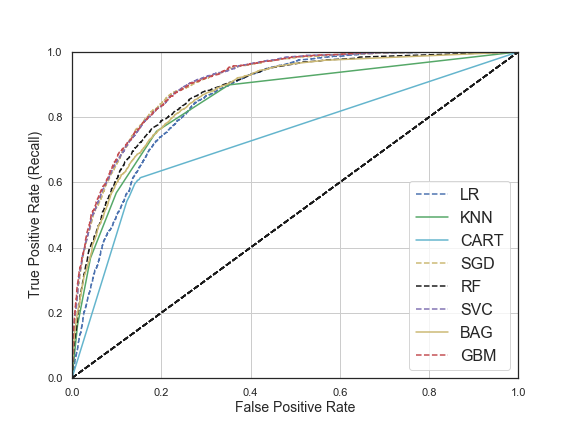 1.0
0.8
0.6
0.4
0.2
0.0
True Positive Rate (Recall)
LR
KNN
CART
SGD
RF
SVC
BAG
GBM
0.0 0.2 0.4 0.6 0.8 1.0
False Positive Rate